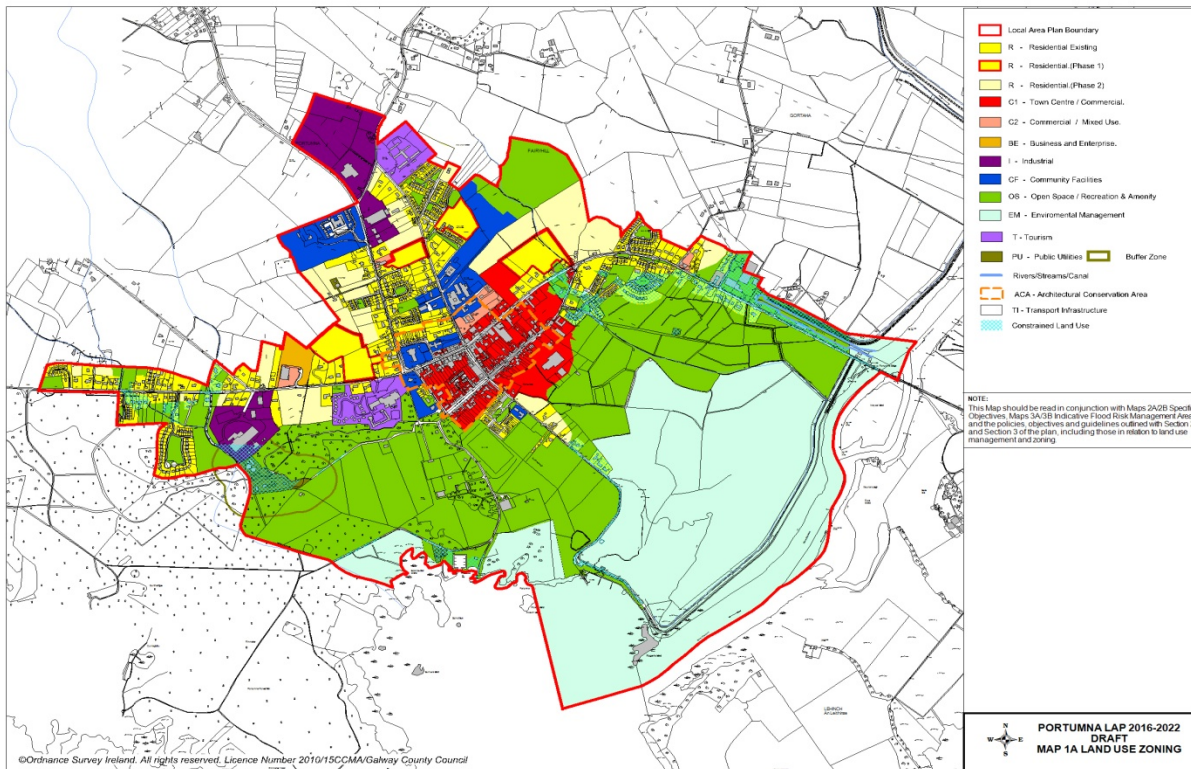 GORTAHA
FAIRYHILL
LEHINCH
Local Area Plan Boundary
R - Residential Existing
R - Residential.(Phase 1)
R - Residential.(Phase 2)
C1 - Town Centre / Commercial.
C2 - Commercial / Mixed Use.
BE - Business and Enterprise.
I - Industrial
CF - Community Facilities
OS - Open Space / Recreation & Amenity
EM - Enviromental Management
T - Tourism
PU - Public Utilities Buffer Zone
Rivers/Streams/Canal
ACA - Architectural Conservation Area
TI - Transport Infrastructure
Constrained Land Use
NOTE:
This Map should be read in conjunction with Maps 2A/2B Specifi
Objectives, Maps 3A/3B Indicative Flood Risk Management Area
and the policies, objectives and guidelines outlined with Section
and Section 3 of the plan, including those in relation to land use
management and zoning.
N
W E
S
PORTUMNA LAP 2016-2022
DRAFT
MAP 1A LAND USE ZONING
©Ordnance Survey Ireland. All rights reserved. Licence Number 2010/15CCMA/Galway County Council